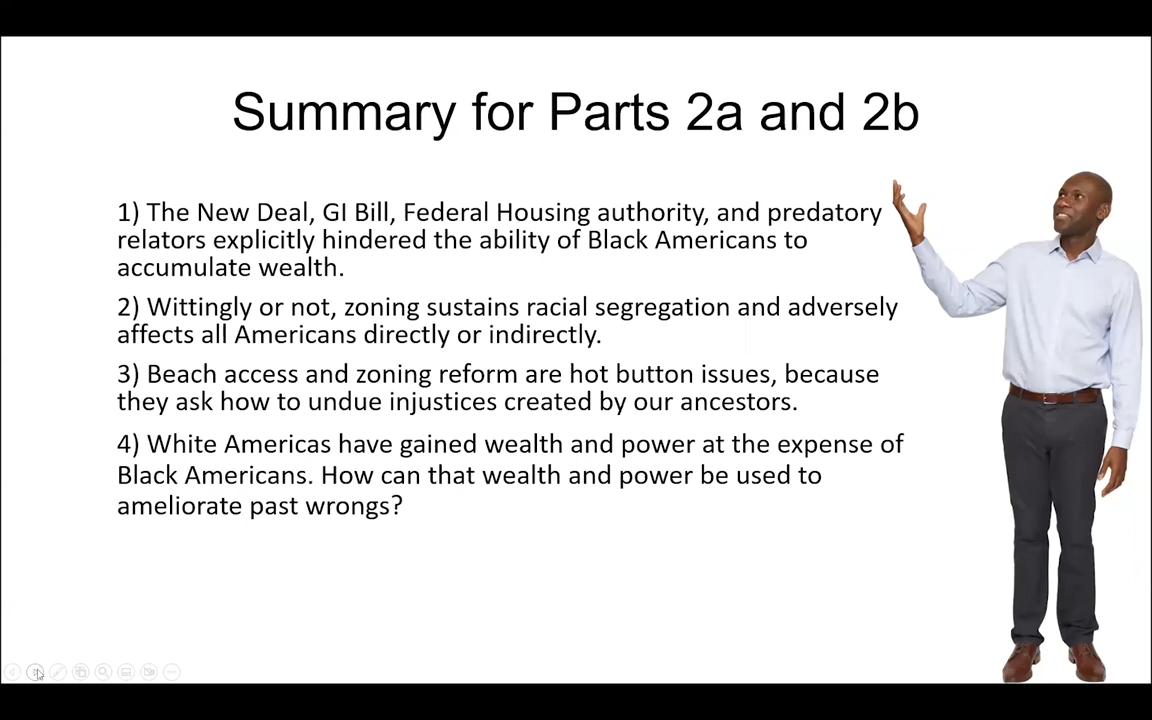 Summary for Parts 2a and 2b
1) The New Deal, GI Bill, Federal Housing authority, and predatory
relators explicitly hindered the ability of Black Americans to
accumulate wealth.
2) Wittingly or not, zoning sustains racial segregation and adversely
affects all Americans directly or indirectly.
3) Beach access and zoning reform are hot button issues, because
they ask how to undue injustices created by our ancestors.
4) White Americas have gained wealth and power at the expense of
Black Americans. How can that wealth and power be used to
ameliorate past wrongs?